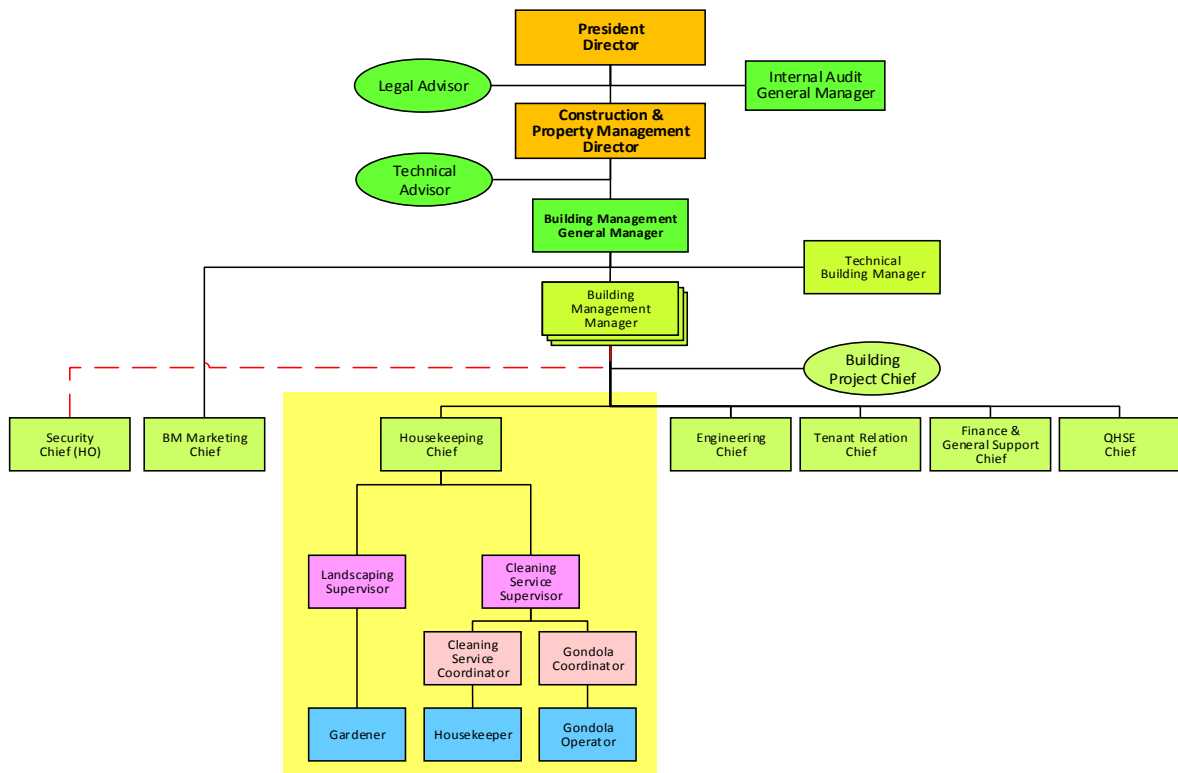 President
Director
Legal Advisor
Internal Audit
General Manager
Construction &
Property Management
Director
Technical
Advisor
Building Management
General Manager
Technical
Building Manager
Building
Management
Manager
Building
Project Chief
Security
Chief (HO)
BM Marketing
Chief
Housekeeping
Chief
Engineering
Chief
Tenant Relation
Chief
Finance &
General Support
Chief
QHSE
Chief
Landscaping
Supervisor
Cleaning
Service
Supervisor
Cleaning
Service
Coordinator
Gondola
Coordinator
Gardener
Housekeeper
Gondola
Operator